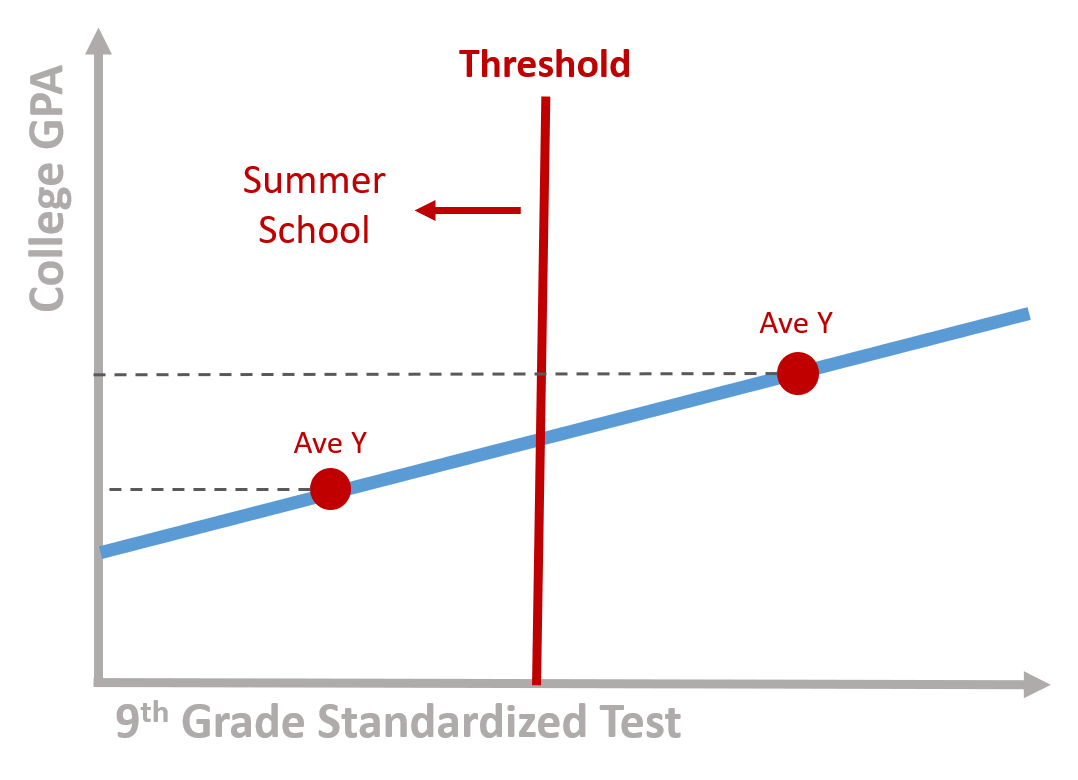 Threshold
College GPA
Summer
School
Ave Y
Ave Y
9th Grade Standardized Test